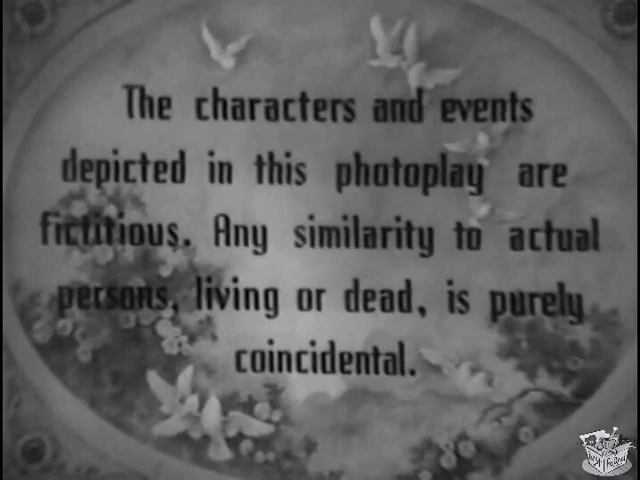 The characters and events
depicted in this photoplay are
fictitious. Any similarity to actual
persons, living or dead, is purely
coincidental.